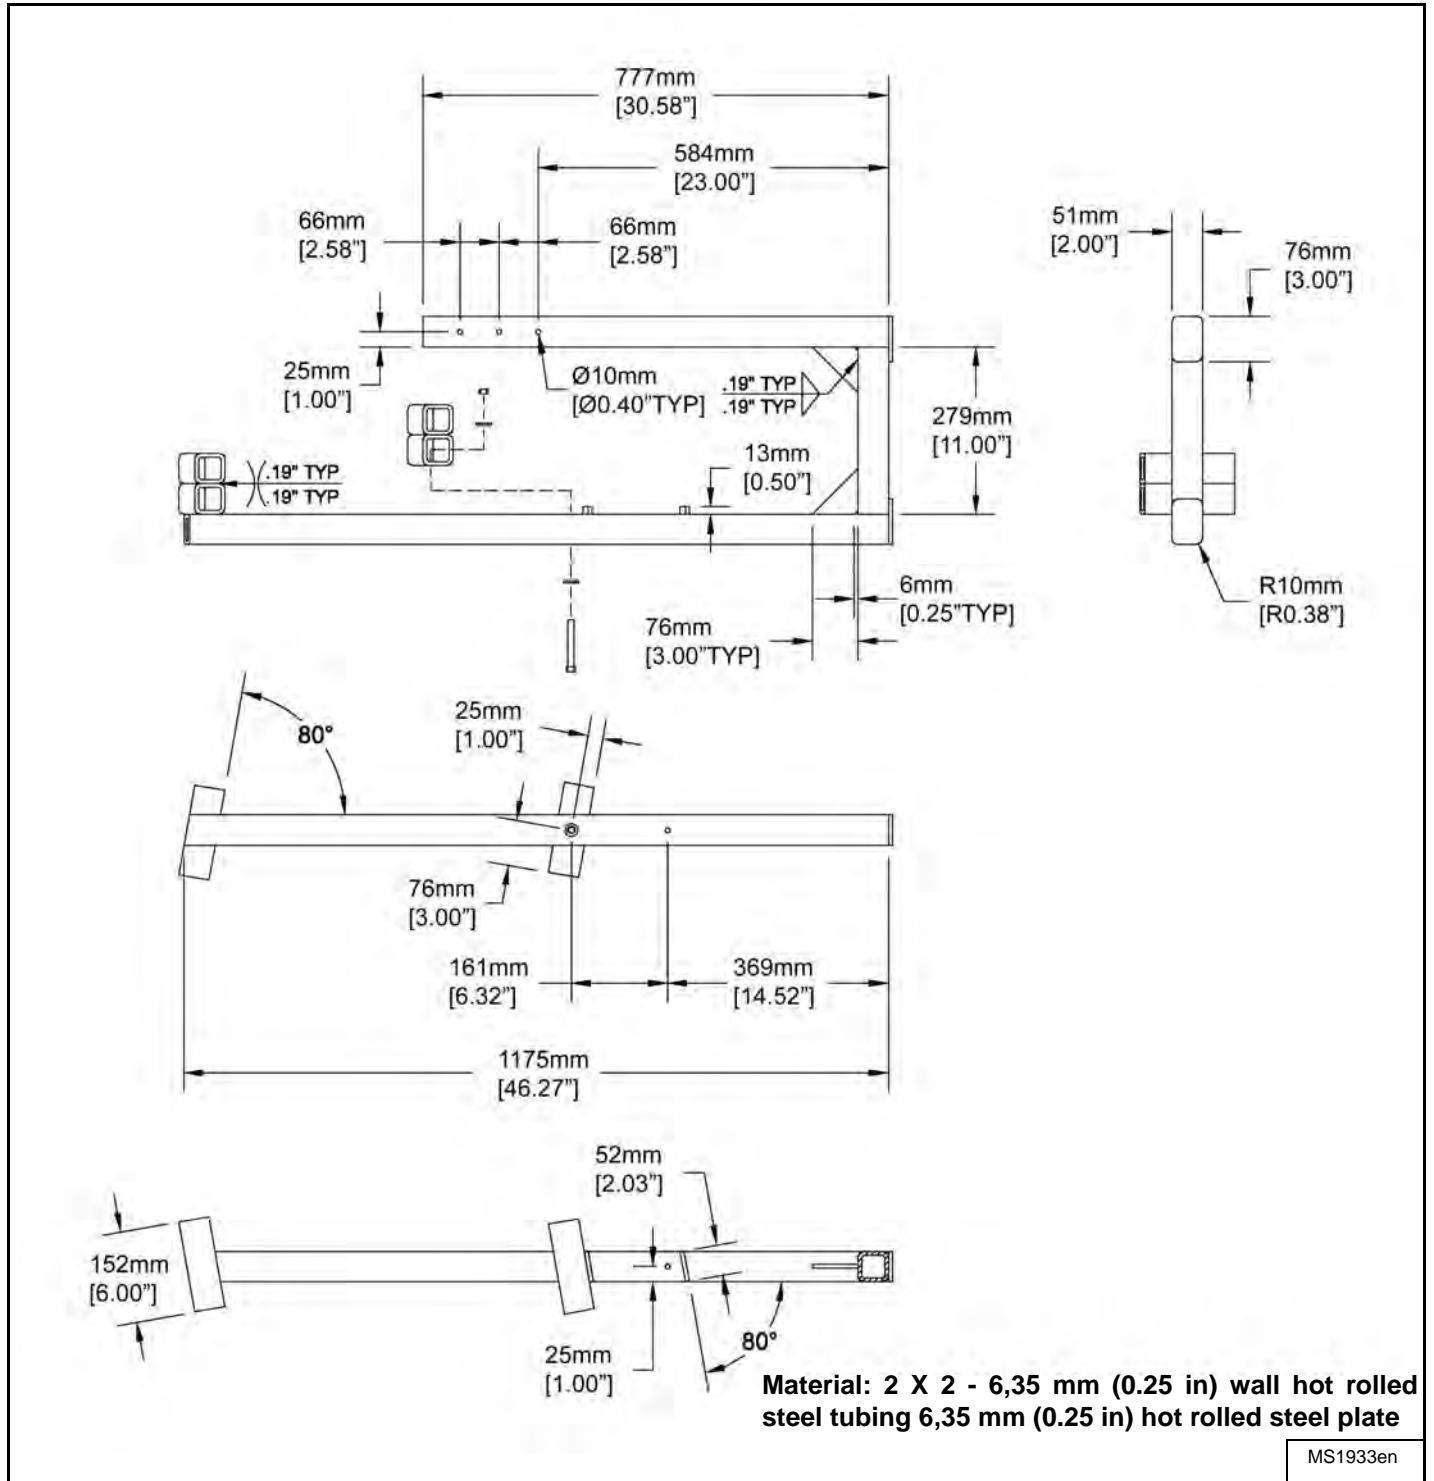 777mm
[30.58"]
584mm
[23.00"]
66mm
[2.58"]
66mm
[2.58"]
51mm
[2.00"]
76mm
[3.00"]
25mm
[1.00"]
Ø10mm
[Ø0.40"TYP]
.19" TYP
.19" TYP
279mm
[11.00"]
13mm
[0.50"]
.19" TYP
.19" TYP
6mm
[0.25"TYP]
76mm
[3.00"TYP]
R10mm
[R0.38"]
80°
25mm
[1.00"]
76mm
[3.00"]
161mm
[6.32"]
369mm
[14.52"]
1175mm
[46.27"]
52mm
[2.03"]
152mm
[6.00"]
80°
25mm
[1.00"]
Material: 2 X 2 - 6,35 mm (0.25 in) wall hot rolled
steel tubing 6,35 mm (0.25 in) hot rolled steel plate
MS1933en